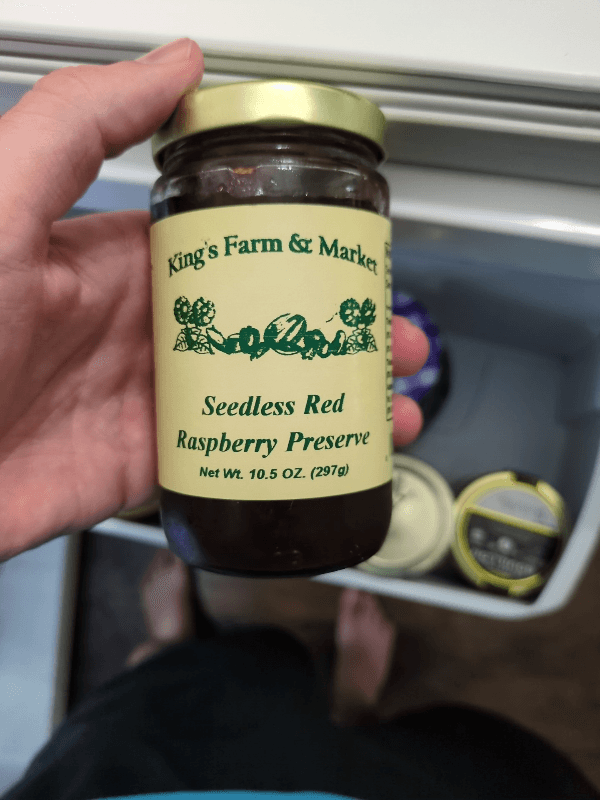 King's Farm & Market
Seedless Red
Raspberry Preserve
Net Wt. 10.5 OZ. (297g)